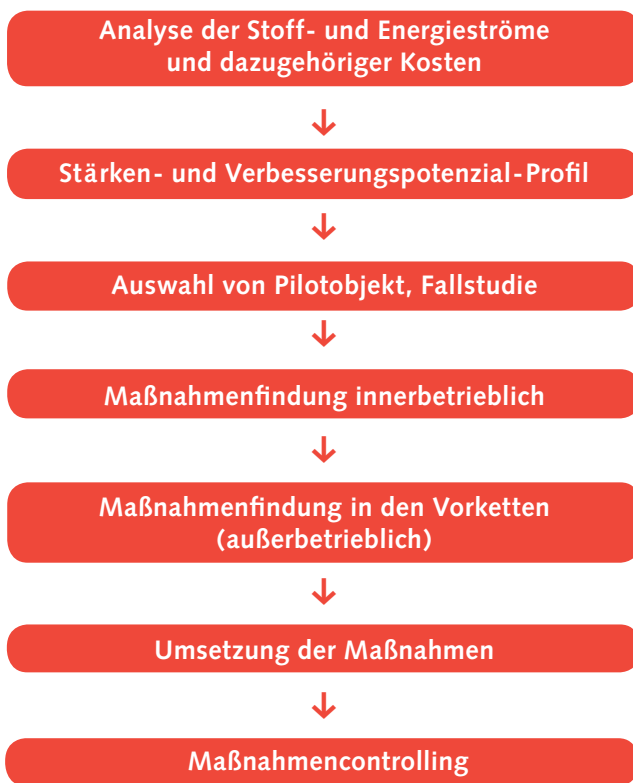 Analyse der Stoff- und Energieströme
und dazugehöriger Kosten
Stärken- und Verbesserungspotenzial-Profil
Auswahl von Pilotobjekt, Fallstudie
Maßnahmenfindung innerbetrieblich
Maßnahmenfindung in den Vorketten
(außerbetrieblich)
Umsetzung der Maßnahmen
Maßnahmencontrolling